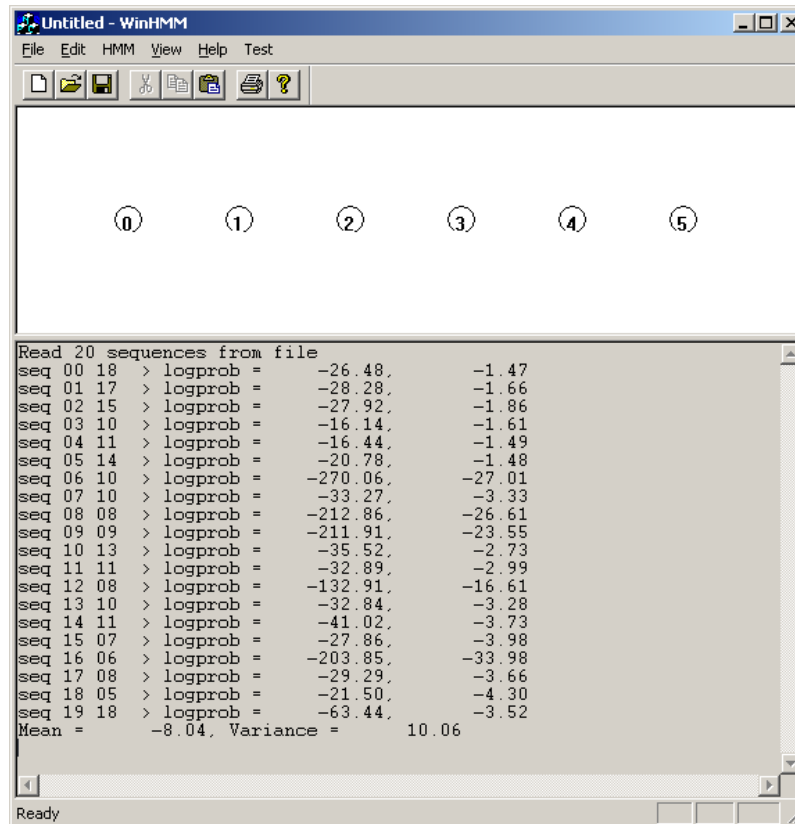 Untitled - WinHMM
File Edit HMM View Help Test
0 1 2 3 4 5
Read 20 sequences from file
seq 00 18 > logprob = -26.48, -1.47
seq 01 17 > logprob = -28.28, -1.66
seq 02 15 > logprob = -27.92, -1.86
seq 03 10 > logprob = -16.14, -1.61
seq 04 11 > logprob = -16.44, -1.49
seq 05 14 > logprob = -20.78, -1.48
seq 06 10 > logprob = -270.06, -27.01
seq 07 10 > logprob = -33.27, -3.33
seq 08 08 > logprob = -212.86, -26.61
seq 09 09 > logprob = -211.91, -23.55
seq 10 13 > logprob = -35.52, -2.73
seq 11 11 > logprob = -32.89, -2.99
seq 12 08 > logprob = -132.91, -16.61
seq 13 10 > logprob = -32.84, -3.28
seq 14 11 > logprob = -41.02, -3.73
seq 15 07 > logprob = -27.86, -3.98
seq 16 06 > logprob = -203.85, -33.98
seq 17 08 > logprob = -29.29, -3.66
seq 18 05 > logprob = -21.50, -4.30
seq 19 18 > logprob = -63.44, -3.52
Mean = -8.04, Variance = 10.06
Ready